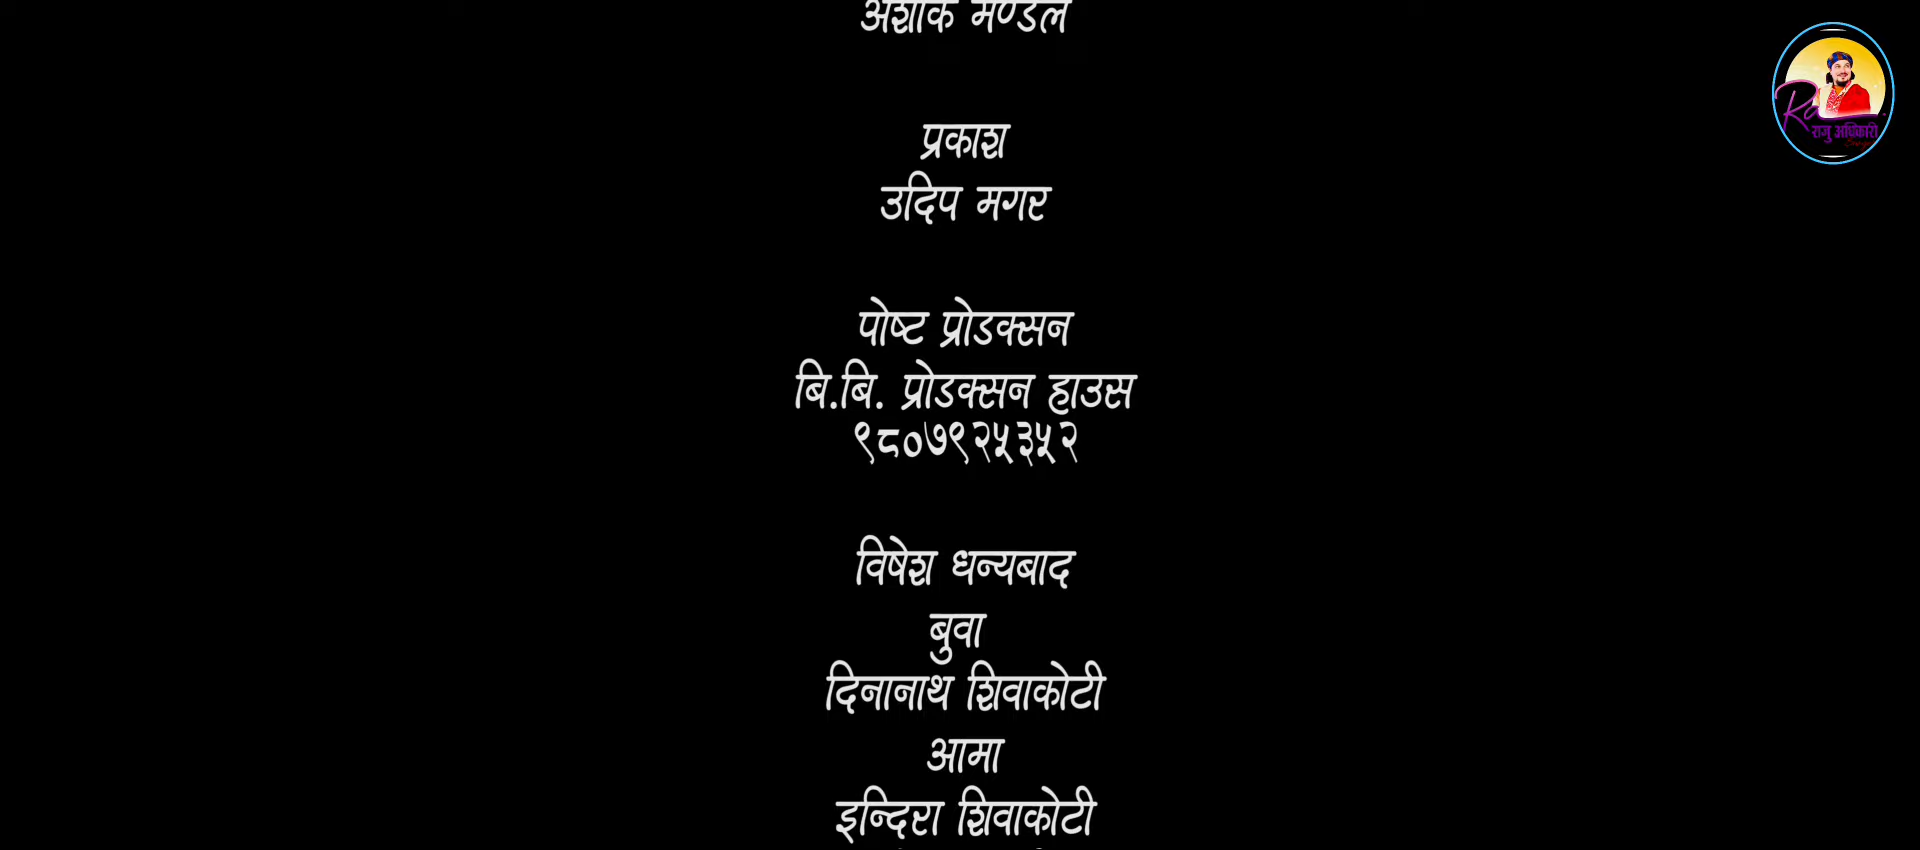 अशोक मण्डल
प्रकाश
उदिप मगर
पोष्ट प्रोडक्सन
बि.बि. प्रोडक्सन हाउस
९८०७९२५३५२
विषेश धन्यबाद
बुवा
दिनानाथ शिवाकोटी
आमा
इन्दिरा शिवाकोटी
राजु अधिकारी